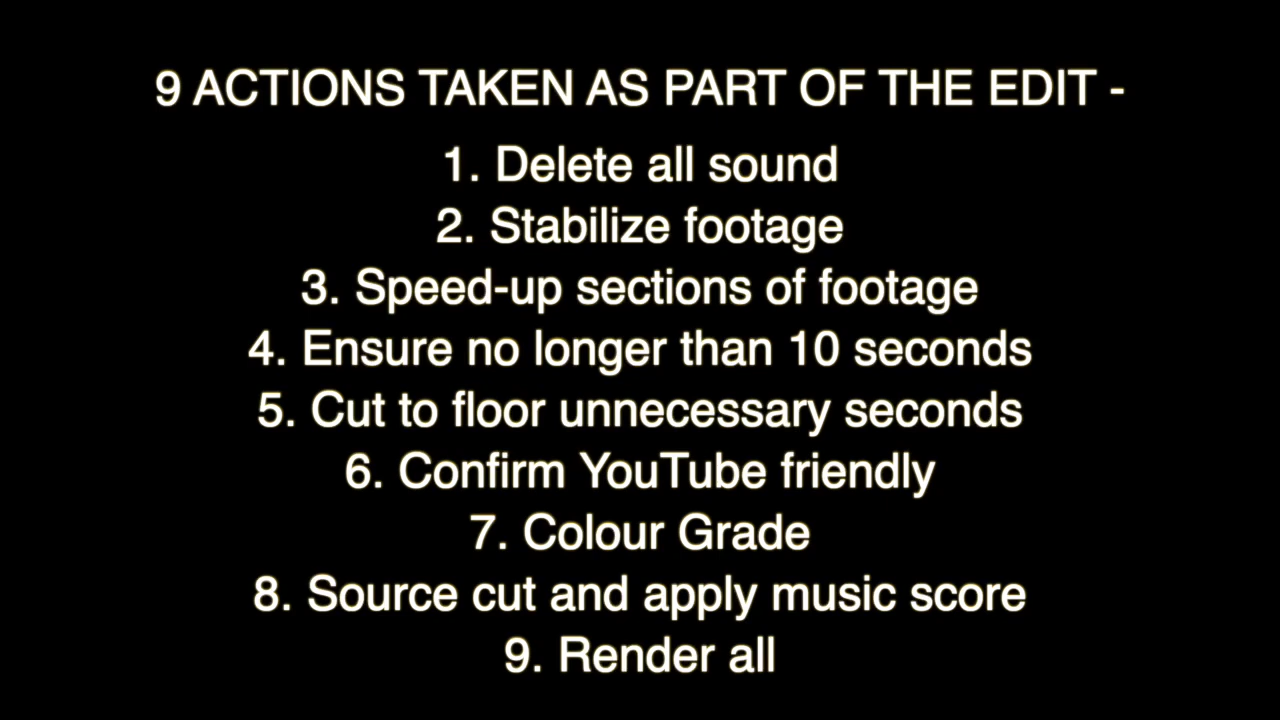 9 ACTIONS TAKEN AS PART OF THE EDIT -
1. Delete all sound
2. Stabilize footage
3. Speed-up sections of footage
4. Ensure no longer than 10 seconds
5. Cut to floor unnecessary seconds
6. Confirm YouTube friendly
7. Colour Grade
8. Source cut and apply music score
9. Render all